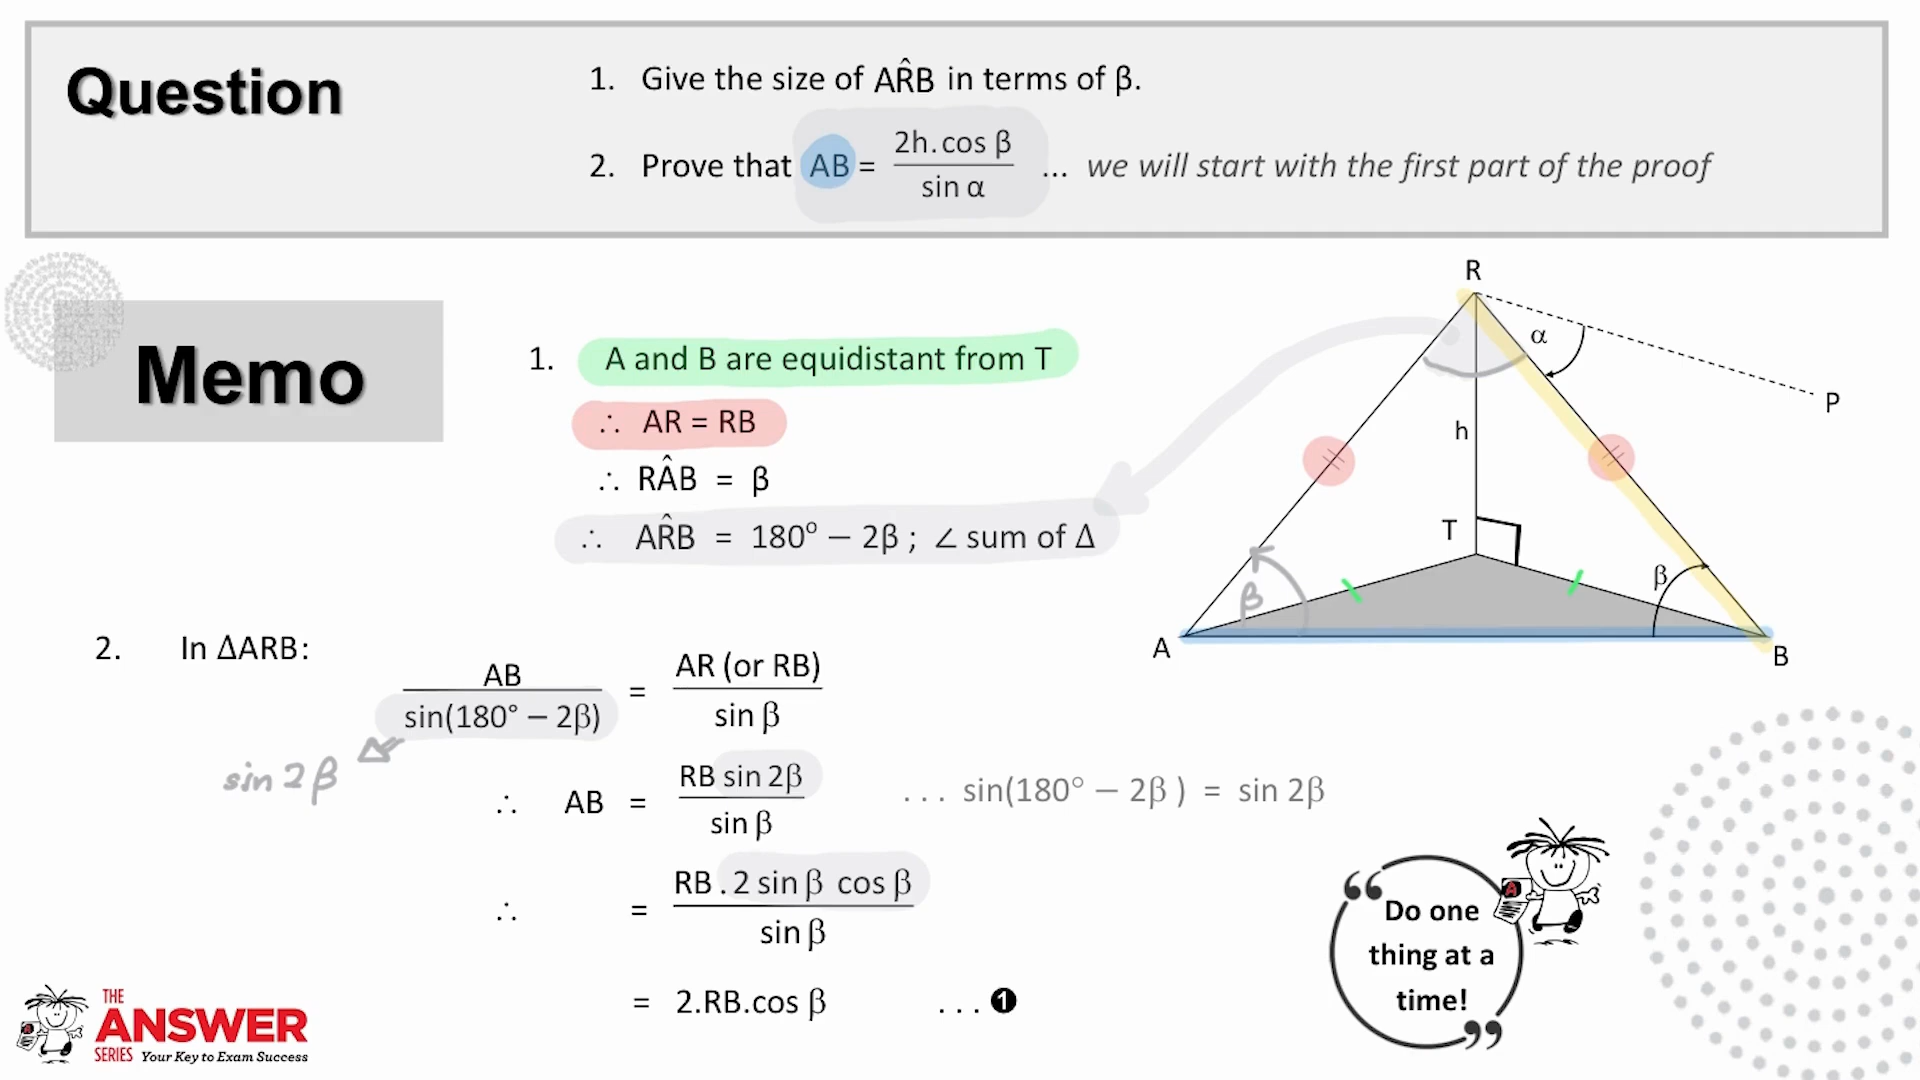 Question
1. Give the size of AR̂B in terms of β.
2. Prove that AB = 2h.cos β / sin α ... we will start with the first part of the proof
Memo
1. A and B are equidistant from T
∴ AR = RB
∴ RÂB = β
∴ AR̂B = 180° − 2β ; ∠ sum of Δ
2. In ΔARB:
AB / sin(180° − 2β) = AR (or RB) / sin β
sin 2β
∴ AB = RB sin 2β / sin β ... sin(180° − 2β ) = sin 2β
∴ = RB . 2 sin β cos β / sin β
= 2.RB.cos β ... ❶
R
α
P
h
T
β
β
A
B
“ Do one
thing at a
time! ”
A
THE
ANSWER
SERIES Your Key to Exam Success